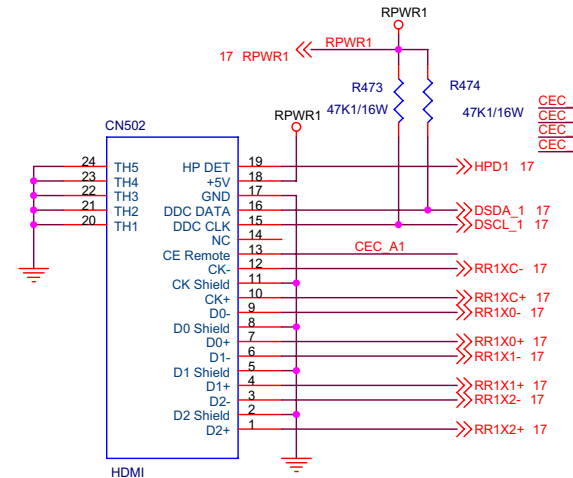 RPWR1
17 RPWR1 RPWR1
R473 R474
47K1/16W 47K1/16W
CEC_
CEC_
CEC_
CEC_
RPWR1
CN502
24 TH5 HP DET 19 HPD1 17
23 TH4 +5V 18
22 TH3 GND 17
21 TH2 DDC DATA 16 DSDA_1 17
20 TH1 DDC CLK 15 DSCL_1 17
NC 14
CE Remote 13 CEC_A1
CK- 12 RR1XC- 17
CK Shield 11
CK+ 10 RR1XC+ 17
D0- 9 RR1X0- 17
D0 Shield 8
D0+ 7 RR1X0+ 17
D1- 6 RR1X1- 17
D1 Shield 5
D1+ 4 RR1X1+ 17
D2- 3 RR1X2- 17
D2 Shield 2
D2+ 1 RR1X2+ 17
HDMI